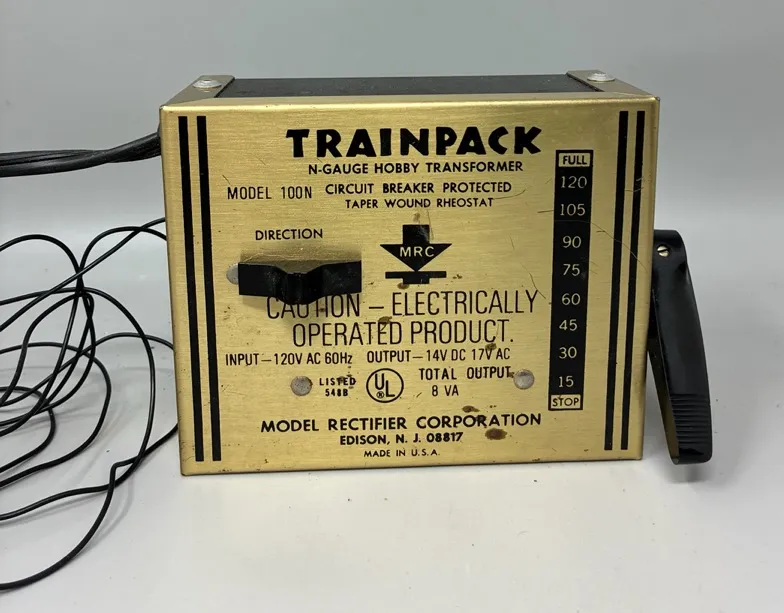 TRAINPACK
N-GAUGE HOBBY TRANSFORMER
MODEL 100N CIRCUIT BREAKER PROTECTED
TAPER WOUND RHEOSTAT
DIRECTION
MRC
CAUTION – ELECTRICALLY
OPERATED PRODUCT.
INPUT–120V AC 60Hz OUTPUT–14V DC 17V AC
LISTED
548B
UL
®
TOTAL OUTPUT
8 VA
MODEL RECTIFIER CORPORATION
EDISON, N. J. 08817
MADE IN U.S.A.
FULL
120
105
90
75
60
45
30
15
STOP